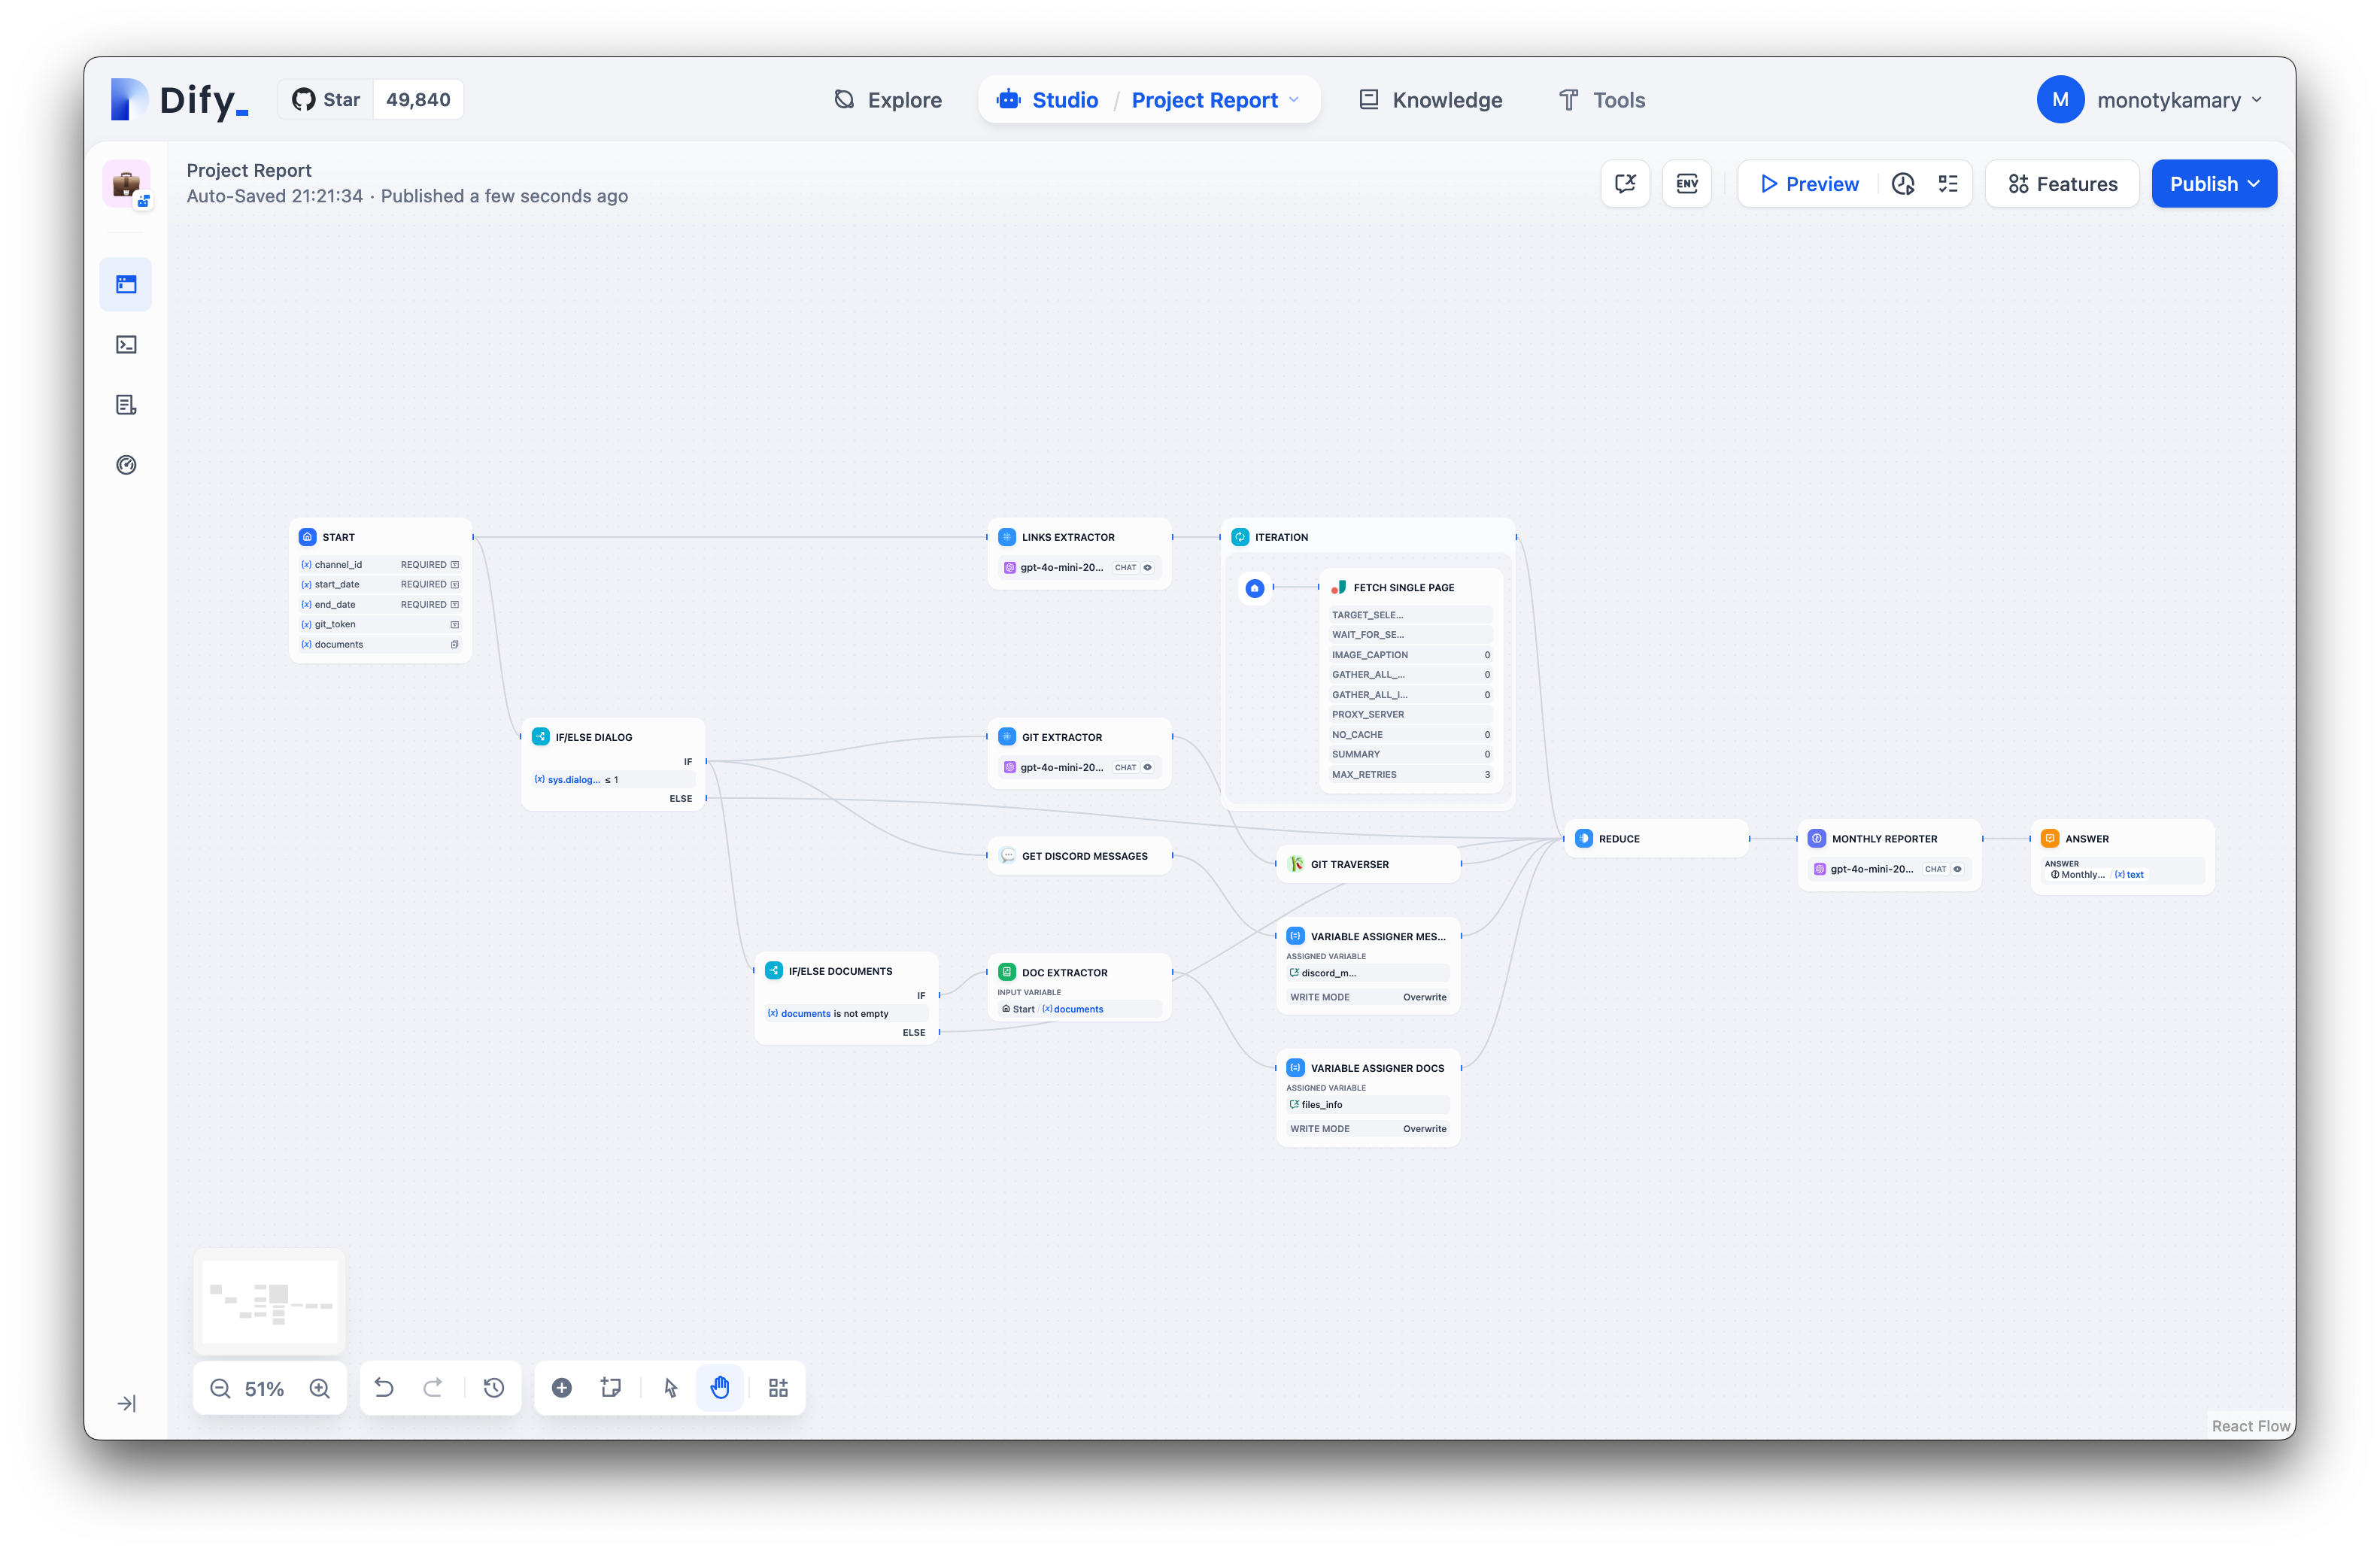 Dify_
Star 49,840
Explore
Studio / Project Report
Knowledge
Tools
M monotykamary
Project Report
Auto-Saved 21:21:34 · Published a few seconds ago
ENV
Preview
Features
Publish
START
{x} channel_id REQUIRED
{x} start_date REQUIRED
{x} end_date REQUIRED
{x} git_token
{x} documents
LINKS EXTRACTOR
gpt-4o-mini-20... CHAT
ITERATION
FETCH SINGLE PAGE
TARGET_SELE...
WAIT_FOR_SE...
IMAGE_CAPTION 0
GATHER_ALL_... 0
GATHER_ALL_I... 0
PROXY_SERVER
NO_CACHE 0
SUMMARY 0
MAX_RETRIES 3
IF/ELSE DIALOG
IF
{x} sys.dialog... ≤ 1
ELSE
GIT EXTRACTOR
gpt-4o-mini-20... CHAT
GET DISCORD MESSAGES
GIT TRAVERSER
REDUCE
MONTHLY REPORTER
gpt-4o-mini-20... CHAT
ANSWER
ANSWER
Monthly... / {x} text
IF/ELSE DOCUMENTS
IF
{x} documents is not empty
ELSE
DOC EXTRACTOR
INPUT VARIABLE
Start / {x} documents
VARIABLE ASSIGNER MES...
ASSIGNED VARIABLE
discord_m...
WRITE MODE Overwrite
VARIABLE ASSIGNER DOCS
ASSIGNED VARIABLE
files_info
WRITE MODE Overwrite
51%
React Flow